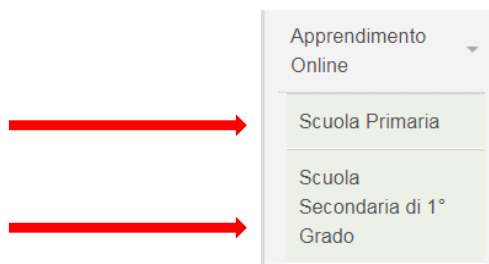 Apprendimento
Online
Scuola Primaria
Scuola
Secondaria di 1°
Grado